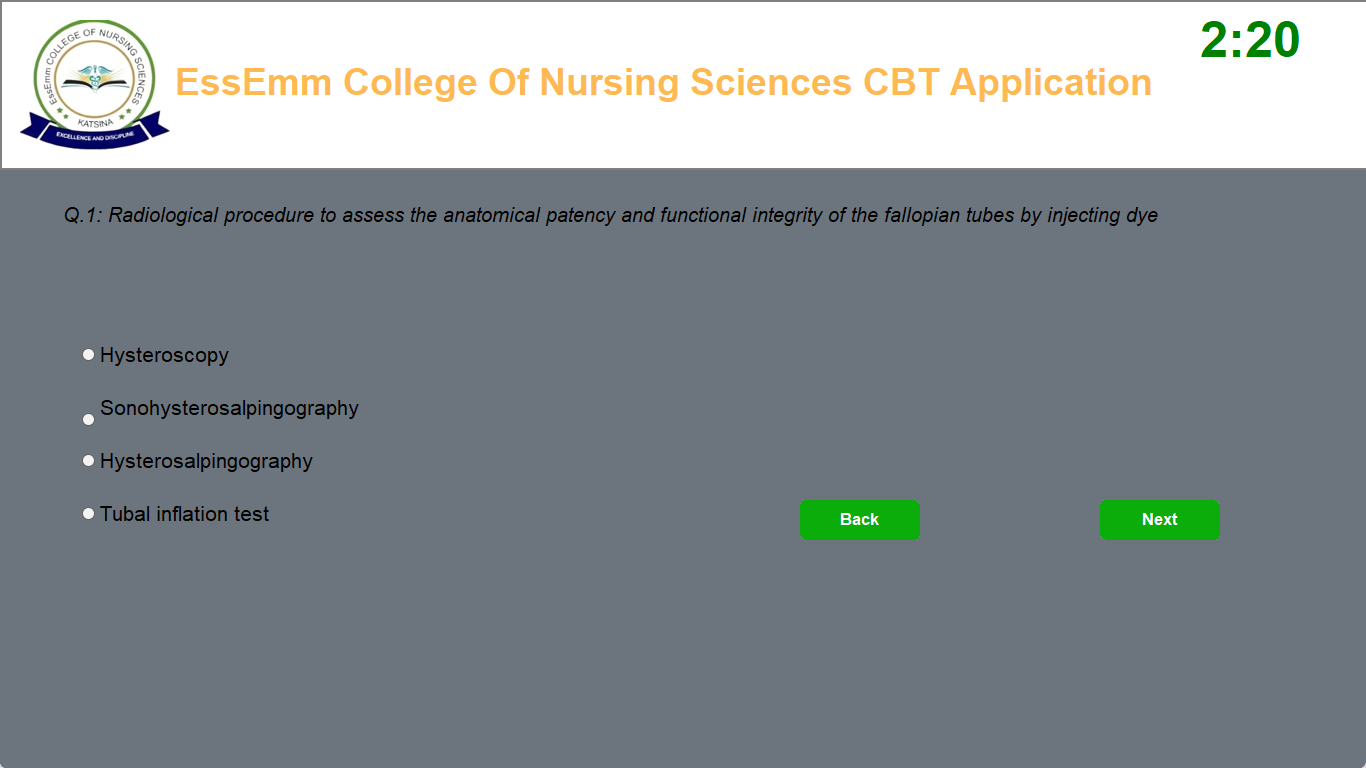 EssEmm COLLEGE OF NURSING SCIENCES
KATSINA
EXCELLENCE AND DISCIPLINE
EssEmm College Of Nursing Sciences CBT Application
2:20
Q.1: Radiological procedure to assess the anatomical patency and functional integrity of the fallopian tubes by injecting dye
Hysteroscopy
Sonohysterosalpingography
Hysterosalpingography
Tubal inflation test
Back
Next